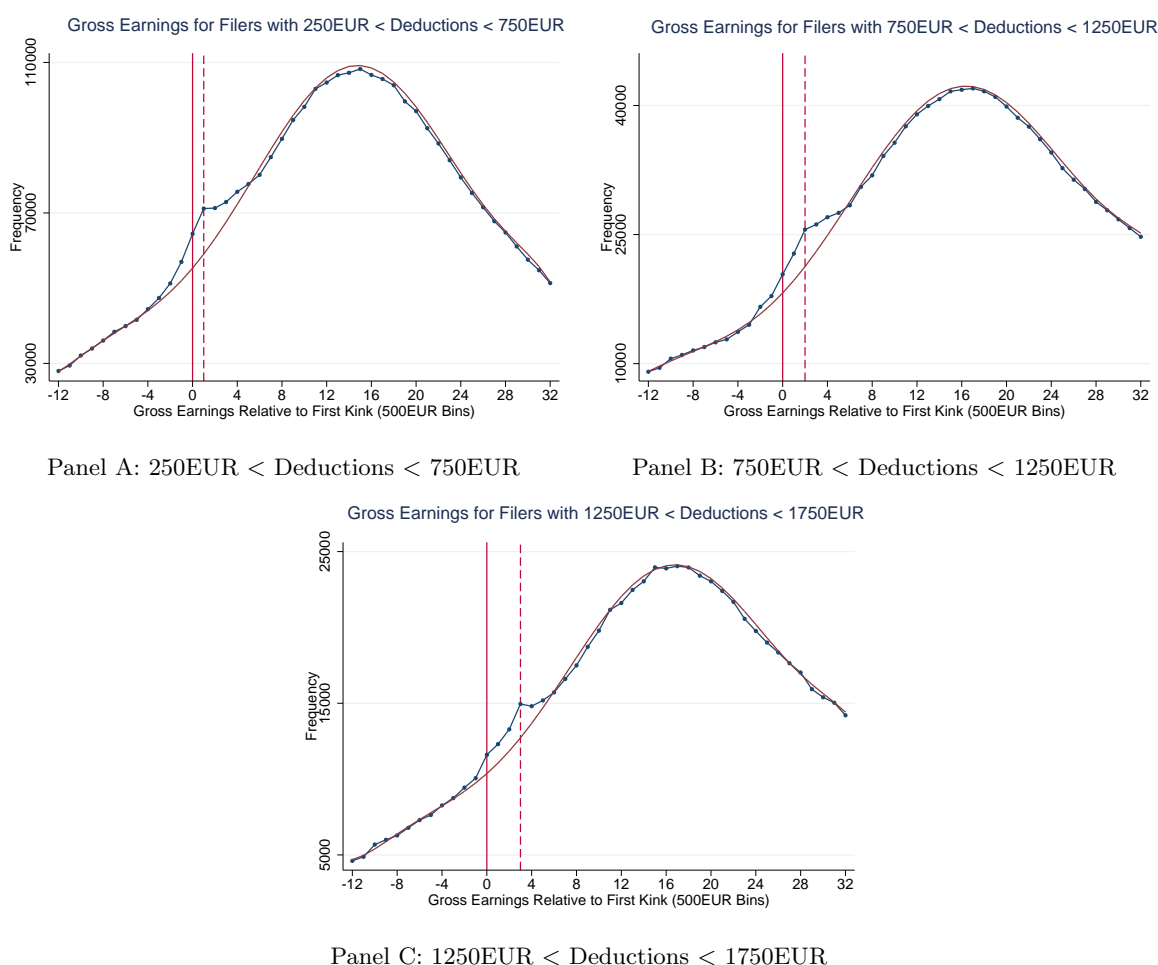 Gross Earnings for Filers with 250EUR < Deductions < 750EUR
Frequency
110000
70000
30000
-12 -8 -4 0 4 8 12 16 20 24 28 32
Gross Earnings Relative to First Kink (500EUR Bins)
Panel A: 250EUR < Deductions < 750EUR
Gross Earnings for Filers with 750EUR < Deductions < 1250EUR
Frequency
40000
25000
10000
-12 -8 -4 0 4 8 12 16 20 24 28 32
Gross Earnings Relative to First Kink (500EUR Bins)
Panel B: 750EUR < Deductions < 1250EUR
Gross Earnings for Filers with 1250EUR < Deductions < 1750EUR
Frequency
25000
15000
5000
-12 -8 -4 0 4 8 12 16 20 24 28 32
Gross Earnings Relative to First Kink (500EUR Bins)
Panel C: 1250EUR < Deductions < 1750EUR